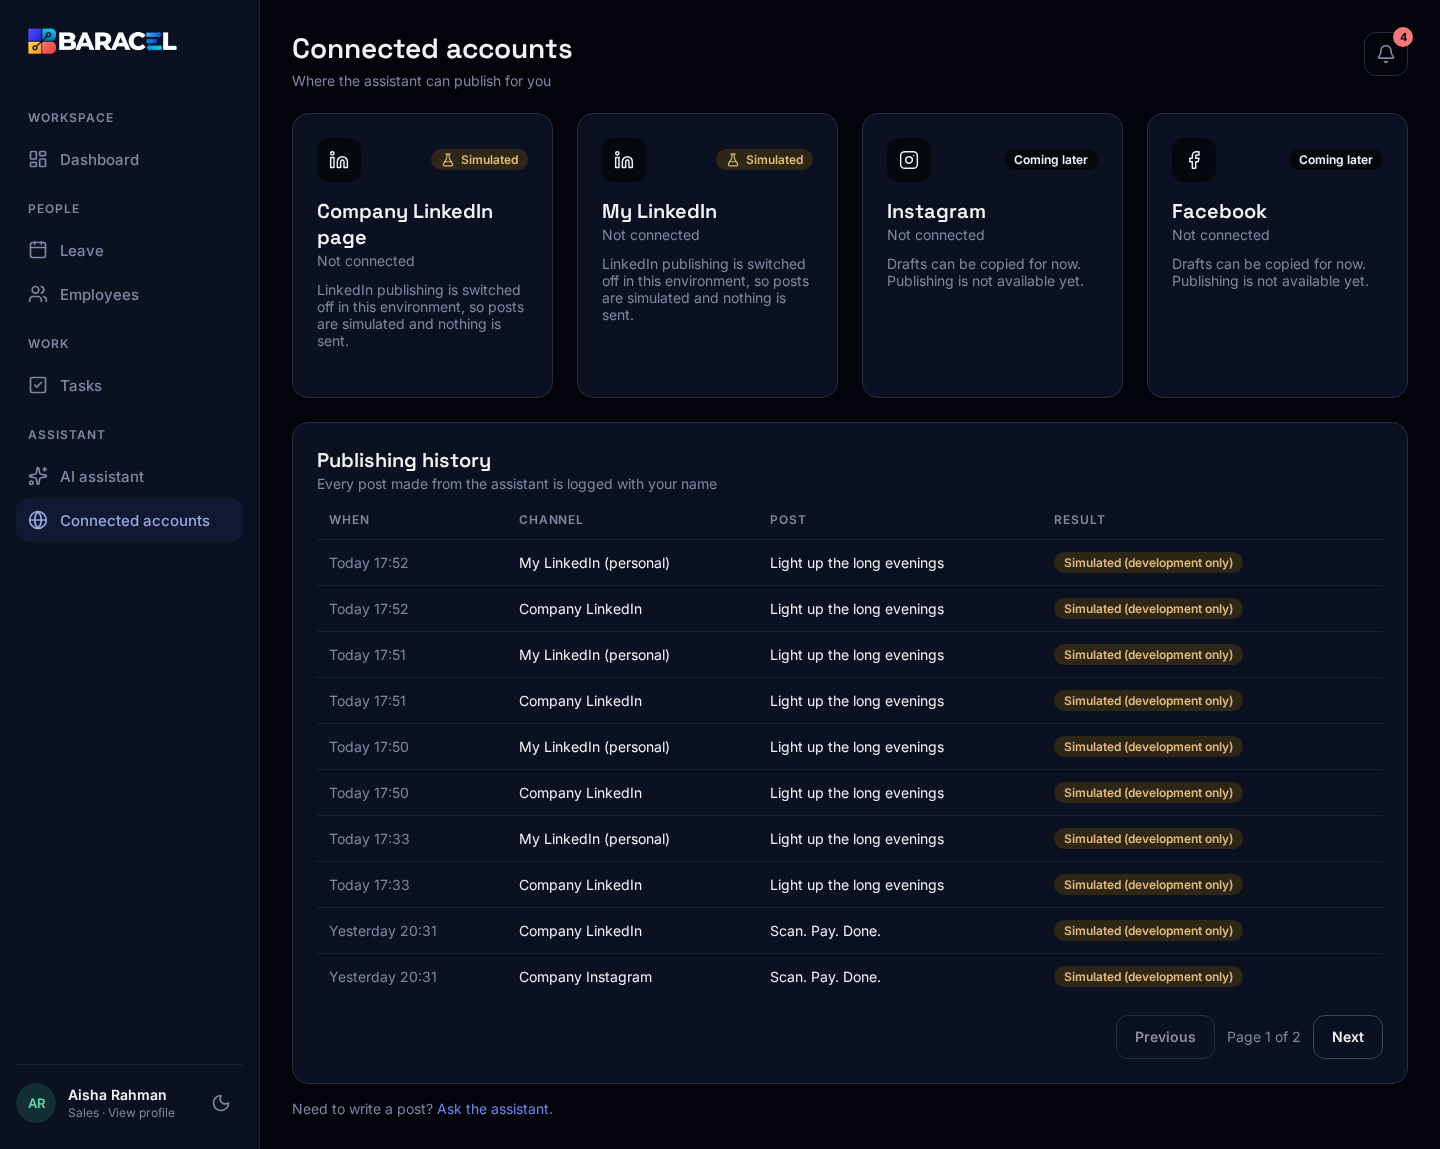 BARACEL
WORKSPACE
Dashboard
PEOPLE
Leave
Employees
WORK
Tasks
ASSISTANT
AI assistant
Connected accounts
AR
Aisha Rahman
Sales · View profile
Connected accounts
Where the assistant can publish for you
4
Simulated
Company LinkedIn
page
Not connected
LinkedIn publishing is switched
off in this environment, so posts
are simulated and nothing is
sent.
Simulated
My LinkedIn
Not connected
LinkedIn publishing is switched
off in this environment, so posts
are simulated and nothing is
sent.
Coming later
Instagram
Not connected
Drafts can be copied for now.
Publishing is not available yet.
Coming later
Facebook
Not connected
Drafts can be copied for now.
Publishing is not available yet.
Publishing history
Every post made from the assistant is logged with your name
WHEN CHANNEL POST RESULT
Today 17:52 My LinkedIn (personal) Light up the long evenings Simulated (development only)
Today 17:52 Company LinkedIn Light up the long evenings Simulated (development only)
Today 17:51 My LinkedIn (personal) Light up the long evenings Simulated (development only)
Today 17:51 Company LinkedIn Light up the long evenings Simulated (development only)
Today 17:50 My LinkedIn (personal) Light up the long evenings Simulated (development only)
Today 17:50 Company LinkedIn Light up the long evenings Simulated (development only)
Today 17:33 My LinkedIn (personal) Light up the long evenings Simulated (development only)
Today 17:33 Company LinkedIn Light up the long evenings Simulated (development only)
Yesterday 20:31 Company LinkedIn Scan. Pay. Done. Simulated (development only)
Yesterday 20:31 Company Instagram Scan. Pay. Done. Simulated (development only)
Previous Page 1 of 2 Next
Need to write a post? Ask the assistant.